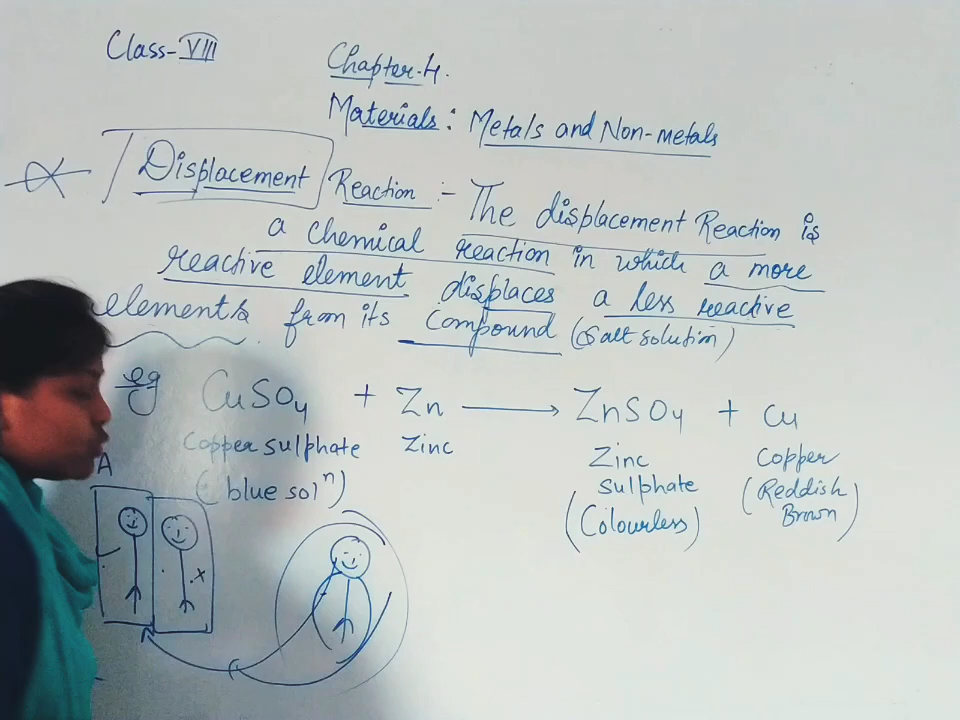 Class-VIII
Chapter-4.
Materials: Metals and Non-metals
Displacement Reaction :- The displacement Reaction is
a chemical reaction in which a more
reactive element displaces a less reactive
elements from its compound (Salt solution)
eg CuSO4 + Zn → ZnSO4 + Cu
Copper sulphate Zinc Zinc sulphate Copper
(blue solⁿ) (Colourless) (Reddish Brown)
A
x